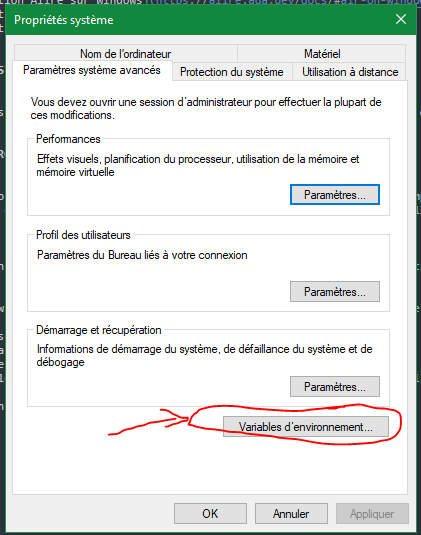 Propriétés système
Nom de l'ordinateur
Matériel
Paramètres système avancés
Protection du système
Utilisation à distance
Vous devez ouvrir une session d'administrateur pour effectuer la plupart
de ces modifications.
Performances
Effets visuels, planification du processeur, utilisation de la mémoire et
mémoire virtuelle
Paramètres...
Profil des utilisateurs
Paramètres du Bureau liés à votre connexion
Paramètres...
Démarrage et récupération
Informations de démarrage du système, de défaillance du système et de
débogage
Paramètres...
Variables d'environnement...
OK
Annuler
Appliquer